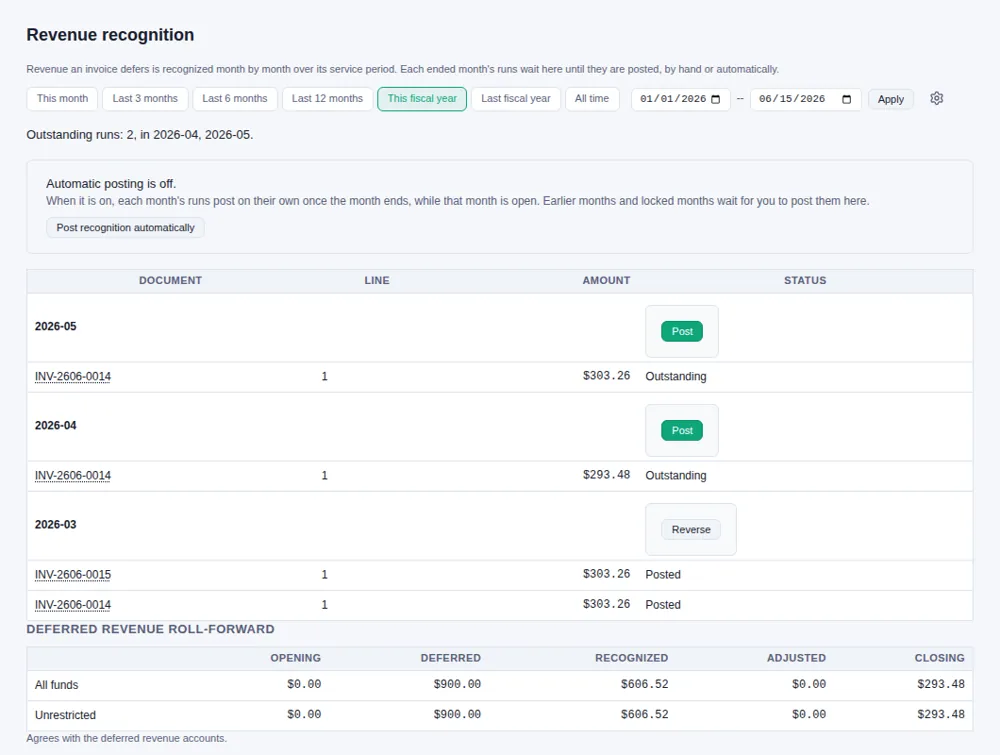 Revenue recognition
Revenue an invoice defers is recognized month by month over its service period. Each ended month's runs wait here until they are posted, by hand or automatically.
This month Last 3 months Last 6 months Last 12 months This fiscal year Last fiscal year All time 01/01/2026 -- 06/15/2026 Apply
Outstanding runs: 2, in 2026-04, 2026-05.
Automatic posting is off.
When it is on, each month's runs post on their own once the month ends, while that month is open. Earlier months and locked months wait for you to post them here.
Post recognition automatically
DOCUMENT LINE AMOUNT STATUS
2026-05 Post
INV-2606-0014 1 $303.26 Outstanding
2026-04 Post
INV-2606-0014 1 $293.48 Outstanding
2026-03 Reverse
INV-2606-0015 1 $303.26 Posted
INV-2606-0014 1 $303.26 Posted
DEFERRED REVENUE ROLL-FORWARD
OPENING DEFERRED RECOGNIZED ADJUSTED CLOSING
All funds $0.00 $900.00 $606.52 $0.00 $293.48
Unrestricted $0.00 $900.00 $606.52 $0.00 $293.48
Agrees with the deferred revenue accounts.